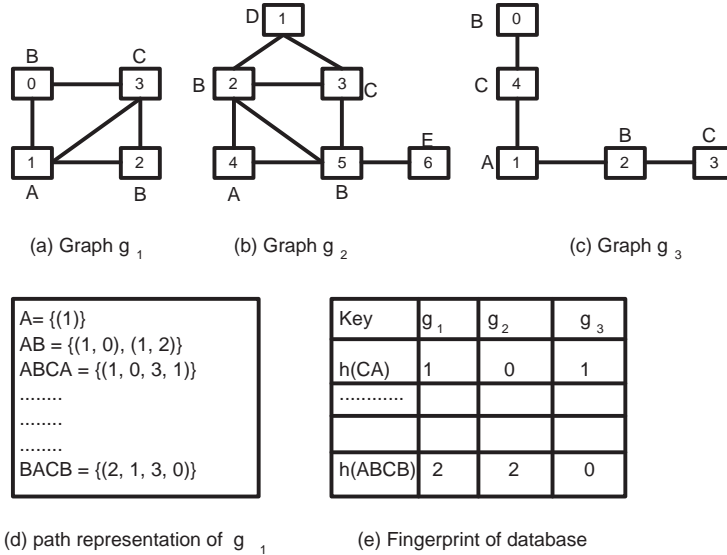 D 1
B 0
B C
B 2 3 C
C 4
0 3
B C
1 2
4 5 E 6
A 1 2 3
A B
A B
(a) Graph g 1
(b) Graph g 2
(c) Graph g 3
A= {(1)}
AB = {(1, 0), (1, 2)}
ABCA = {(1, 0, 3, 1)}
........
........
........
BACB = {(2, 1, 3, 0)}
Key g 1 g 2 g 3
h(CA) 1 0 1
............
h(ABCB) 2 2 0
(d) path representation of g 1
(e) Fingerprint of database